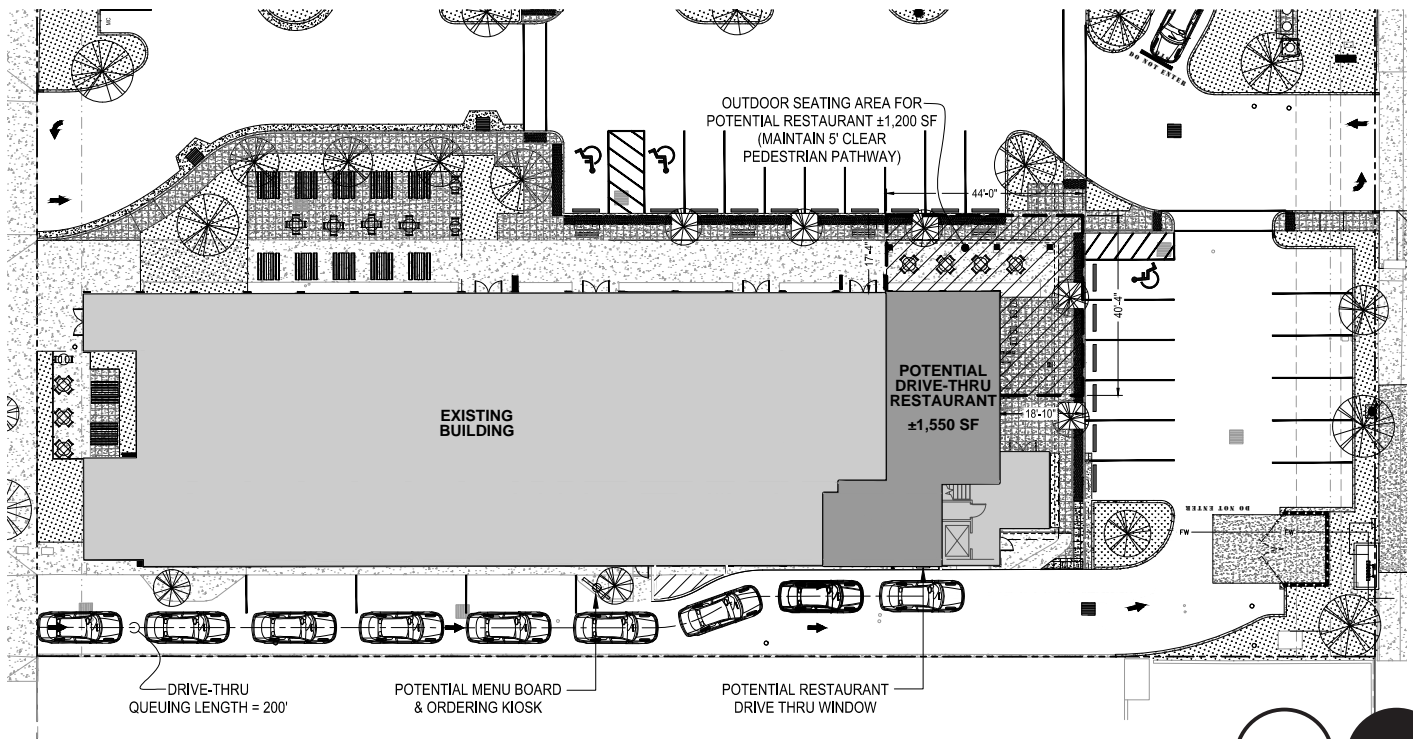 MC
DO NOT ENTER
OUTDOOR SEATING AREA FOR
POTENTIAL RESTAURANT ±1,200 SF
(MAINTAIN 5' CLEAR
PEDESTRIAN PATHWAY)
44'-0"
17'-4"
40'-4"
POTENTIAL
DRIVE-THRU
RESTAURANT
±1,550 SF
18'-10"
EXISTING
BUILDING
DO NOT ENTER
FW
FW
DRIVE-THRU
QUEUING LENGTH = 200'
POTENTIAL MENU BOARD
& ORDERING KIOSK
POTENTIAL RESTAURANT
DRIVE THRU WINDOW